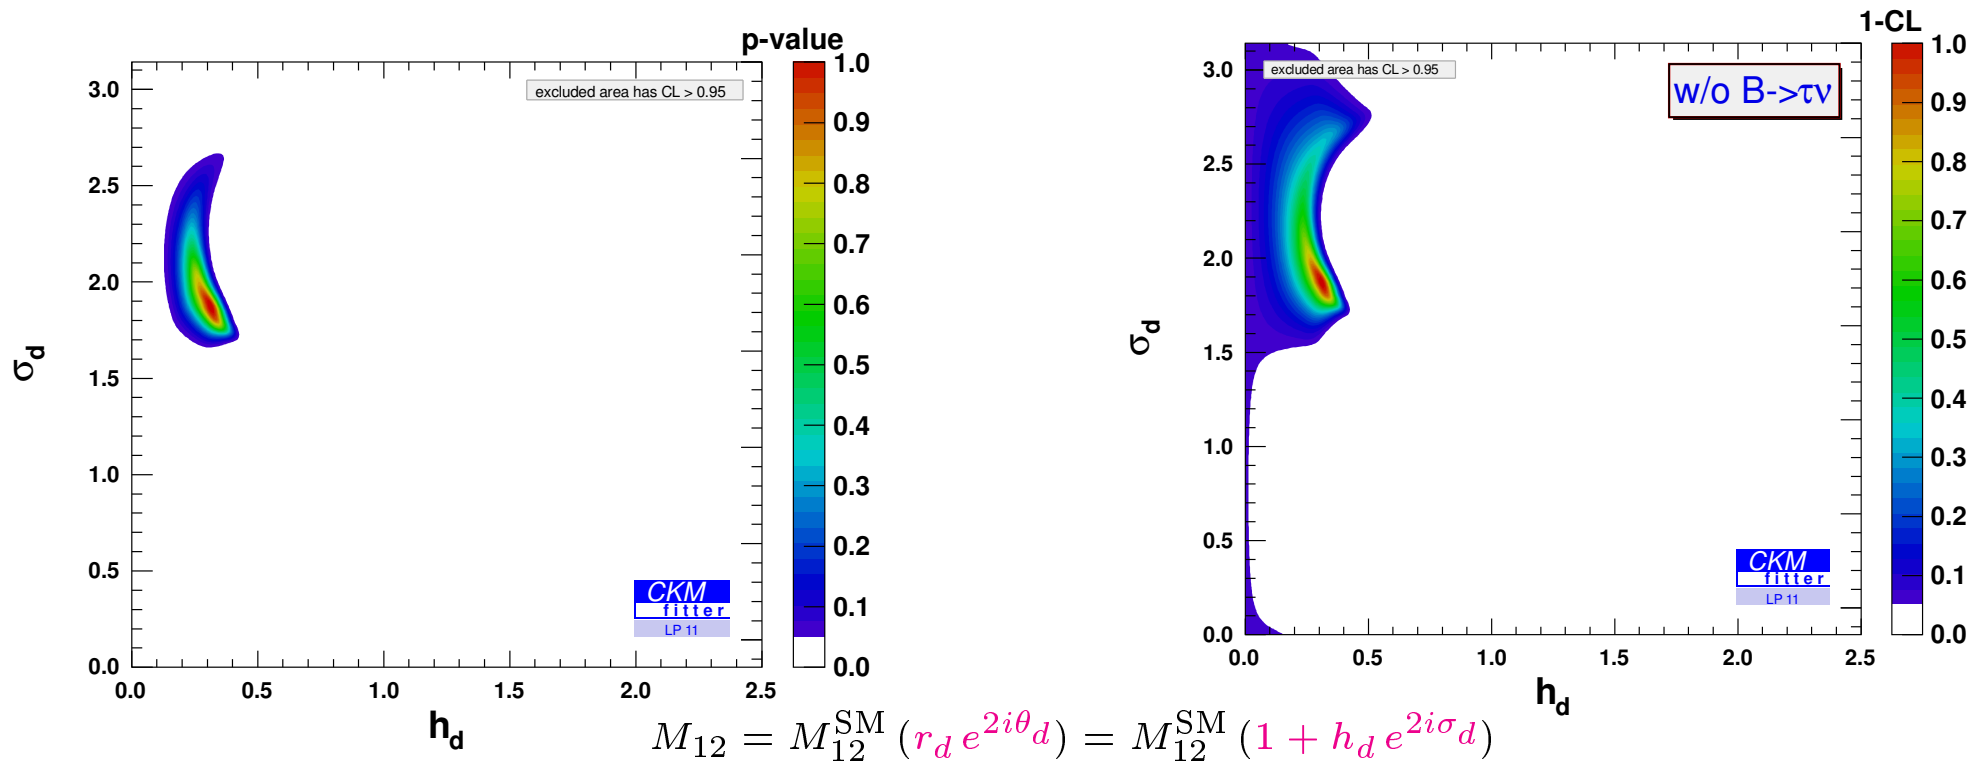 p-value
excluded area has CL > 0.95
3.0
2.5
2.0
1.5
1.0
0.5
0.0
σd
0.0 0.5 1.0 1.5 2.0 2.5
hd
1.0
0.9
0.8
0.7
0.6
0.5
0.4
0.3
0.2
0.1
0.0
CKM
fitter
LP 11
1-CL
excluded area has CL > 0.95
w/o B->τν
3.0
2.5
2.0
1.5
1.0
0.5
0.0
σd
0.0 0.5 1.0 1.5 2.0 2.5
hd
1.0
0.9
0.8
0.7
0.6
0.5
0.4
0.3
0.2
0.1
0.0
CKM
fitter
LP 11
M₁₂ = M₁₂^SM (r_d e^{2iθ_d}) = M₁₂^SM (1 + h_d e^{2iσ_d})